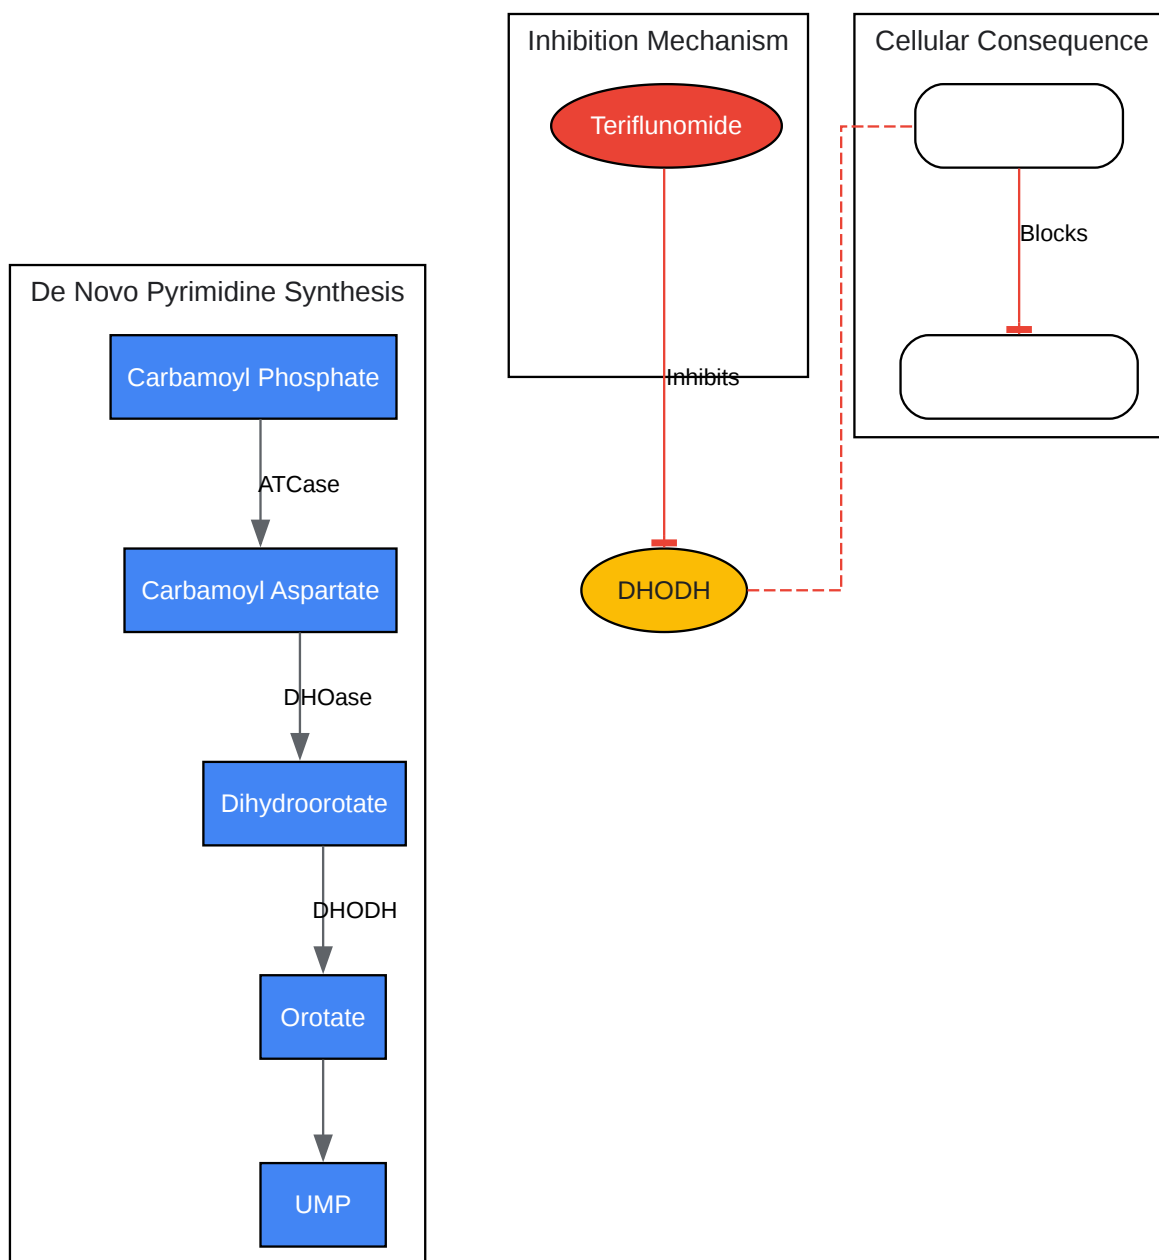 Inhibition Mechanism
Teriflunomide
Inhibits
DHODH
Cellular Consequence
Blocks
De Novo Pyrimidine Synthesis
Carbamoyl Phosphate
ATCase
Carbamoyl Aspartate
DHOase
Dihydroorotate
DHODH
Orotate
UMP